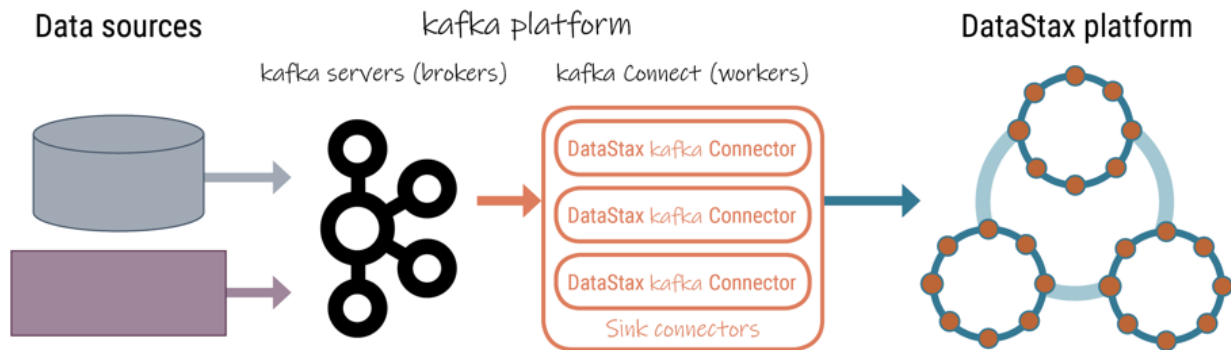 Data sources
kafka platform
DataStax platform
kafka servers (brokers)
kafka Connect (workers)
DataStax kafka Connector
DataStax kafka Connector
DataStax kafka Connector
Sink connectors